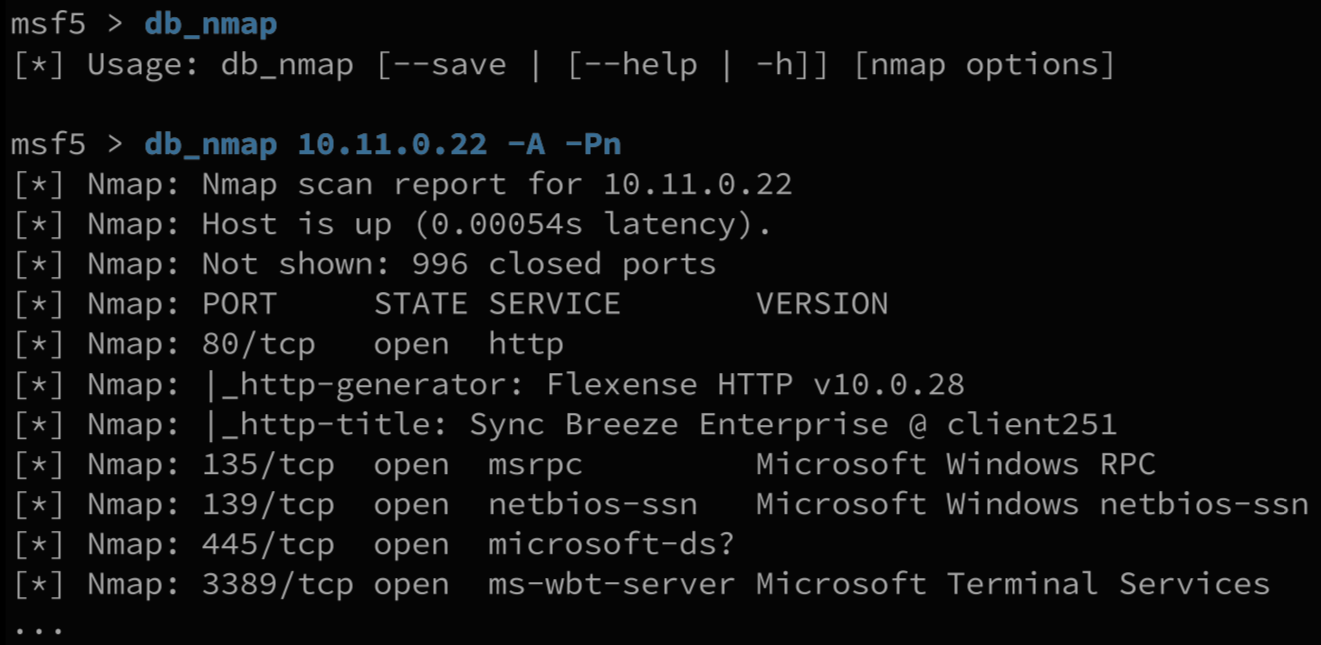 msf5 > db_nmap
[*] Usage: db_nmap [--save | [--help | -h]] [nmap options]
msf5 > db_nmap 10.11.0.22 -A -Pn
[*] Nmap: Nmap scan report for 10.11.0.22
[*] Nmap: Host is up (0.00054s latency).
[*] Nmap: Not shown: 996 closed ports
[*] Nmap: PORT     STATE SERVICE       VERSION
[*] Nmap: 80/tcp   open  http
[*] Nmap: |_http-generator: Flexense HTTP v10.0.28
[*] Nmap: |_http-title: Sync Breeze Enterprise @ client251
[*] Nmap: 135/tcp  open  msrpc         Microsoft Windows RPC
[*] Nmap: 139/tcp  open  netbios-ssn   Microsoft Windows netbios-ssn
[*] Nmap: 445/tcp  open  microsoft-ds?
[*] Nmap: 3389/tcp open  ms-wbt-server Microsoft Terminal Services
...